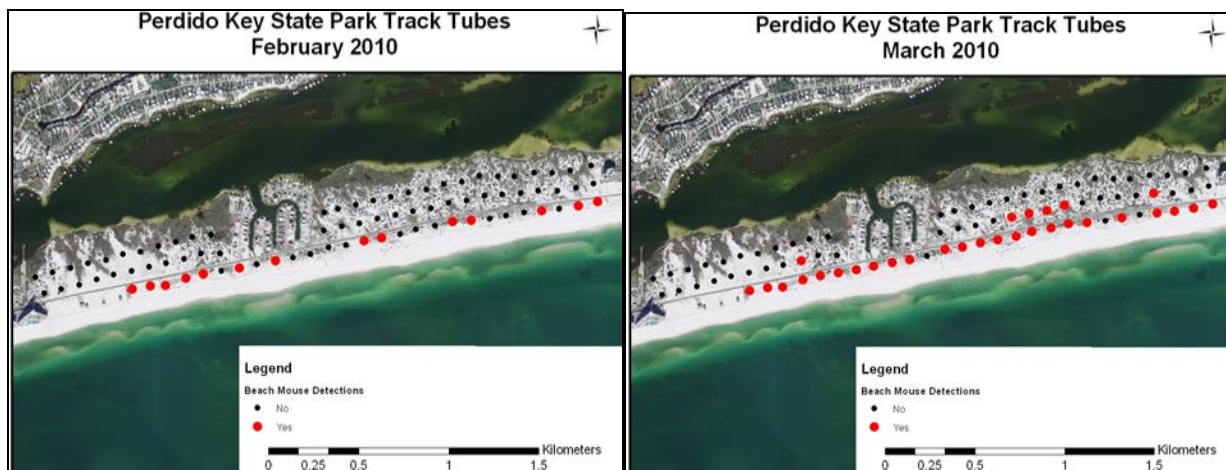 Perdido Key State Park Track Tubes
February 2010
Legend
Beach Mouse Detections
No
Yes
Kilometers
0 0.25 0.5 1 1.5
Perdido Key State Park Track Tubes
March 2010
Legend
Beach Mouse Detections
No
Yes
Kilometers
0 0.25 0.5 1 1.5